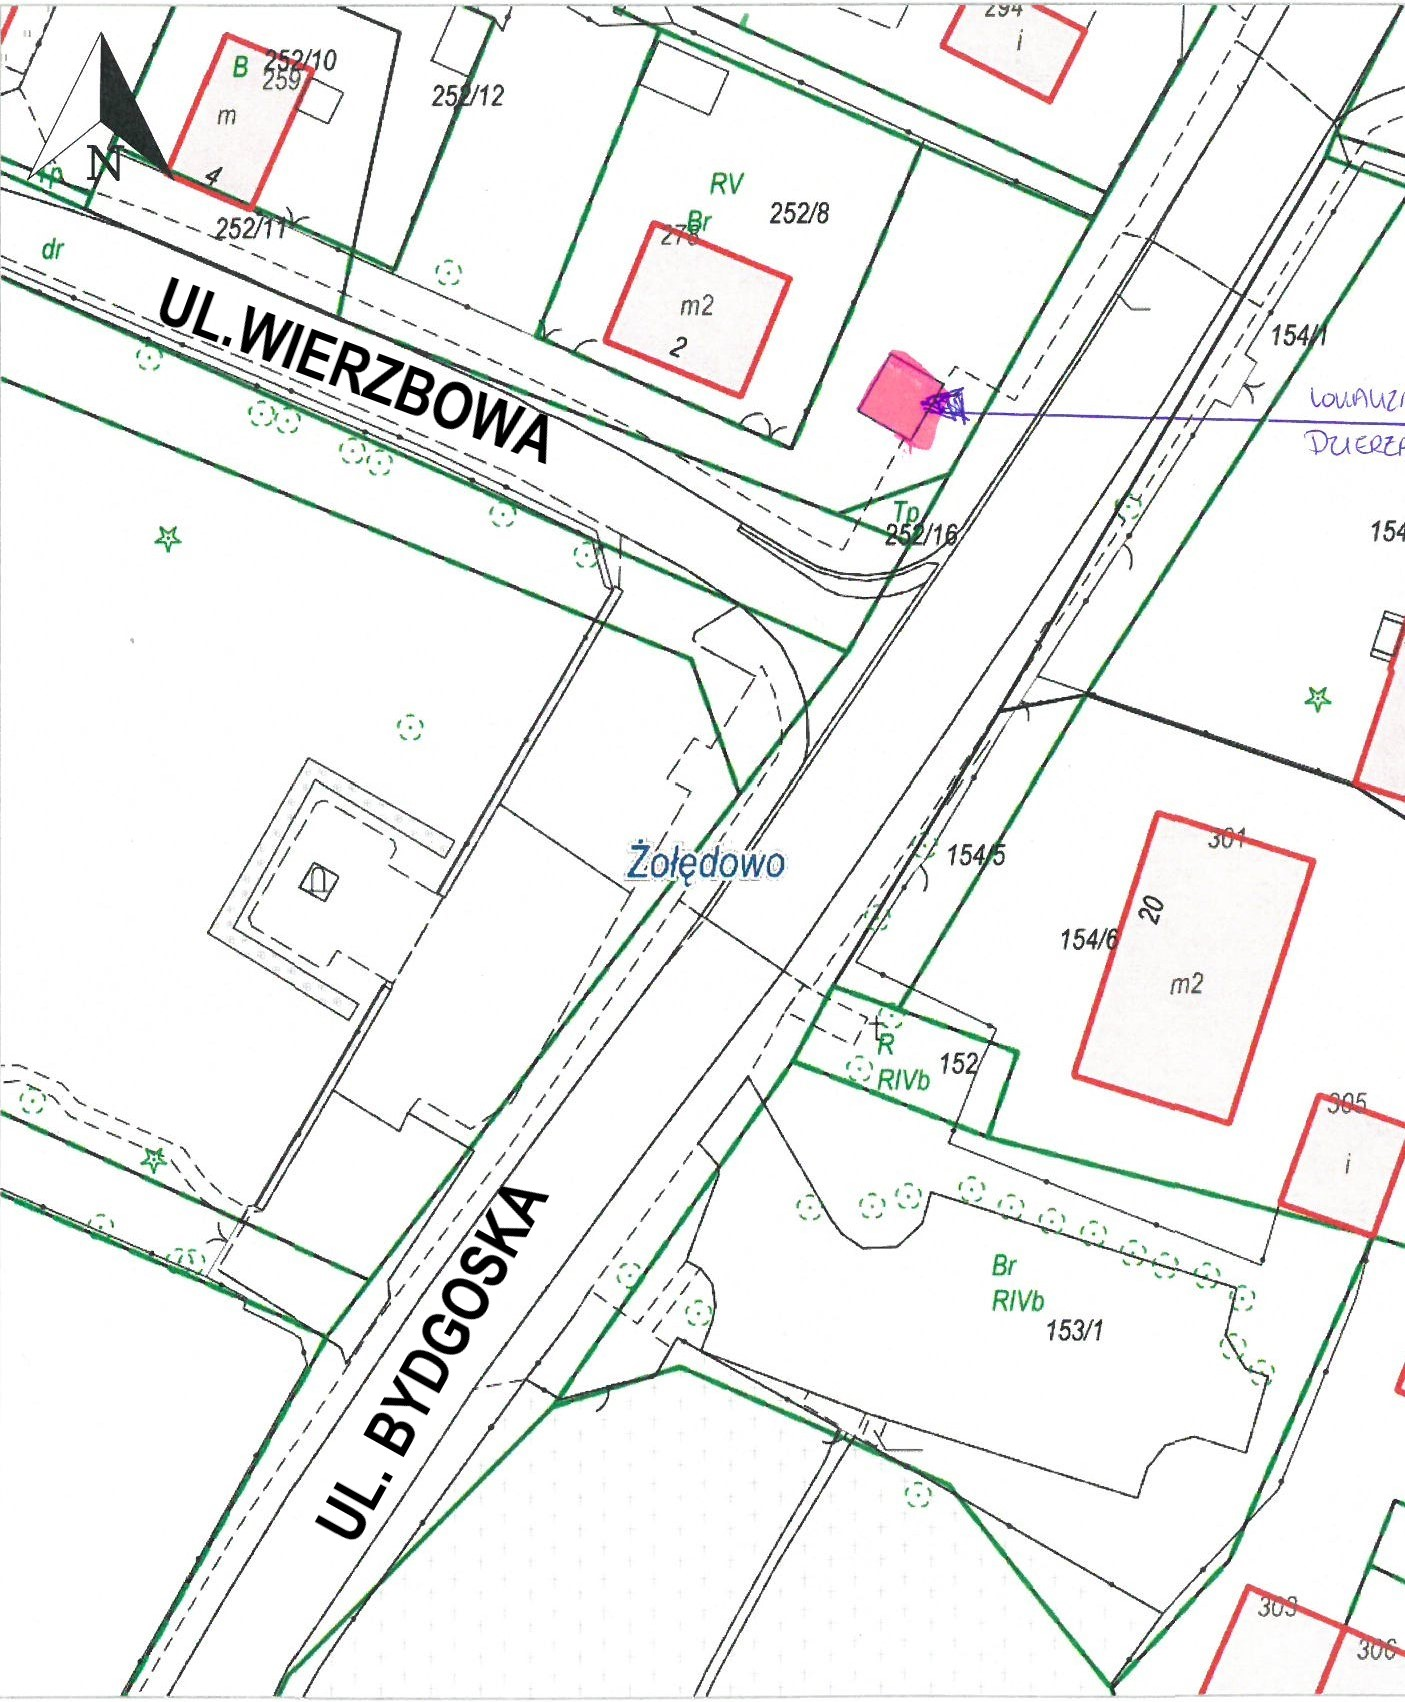 294
i
252/10
B
259
252/12
m
N
Tp
4
RV
252/8
252/11
Br
dr
m2
2
UL.WIERZBOWA
154/1
Tp
252/16
154
Żołędowo
301
154/5
20
154/6
m2
R
152
RIVb
305
i
UL. BYDGOSKA
Br
RIVb
153/1
303
306